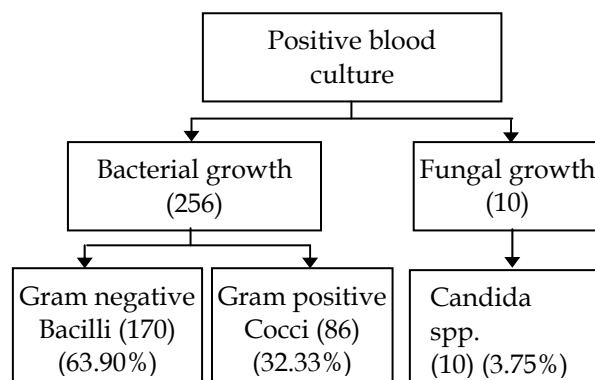 Positive blood
culture
Bacterial growth
(256)
Fungal growth
(10)
Gram negative
Bacilli (170)
(63.90%)
Gram positive
Cocci (86)
(32.33%)
Candida
spp.
(10) (3.75%)